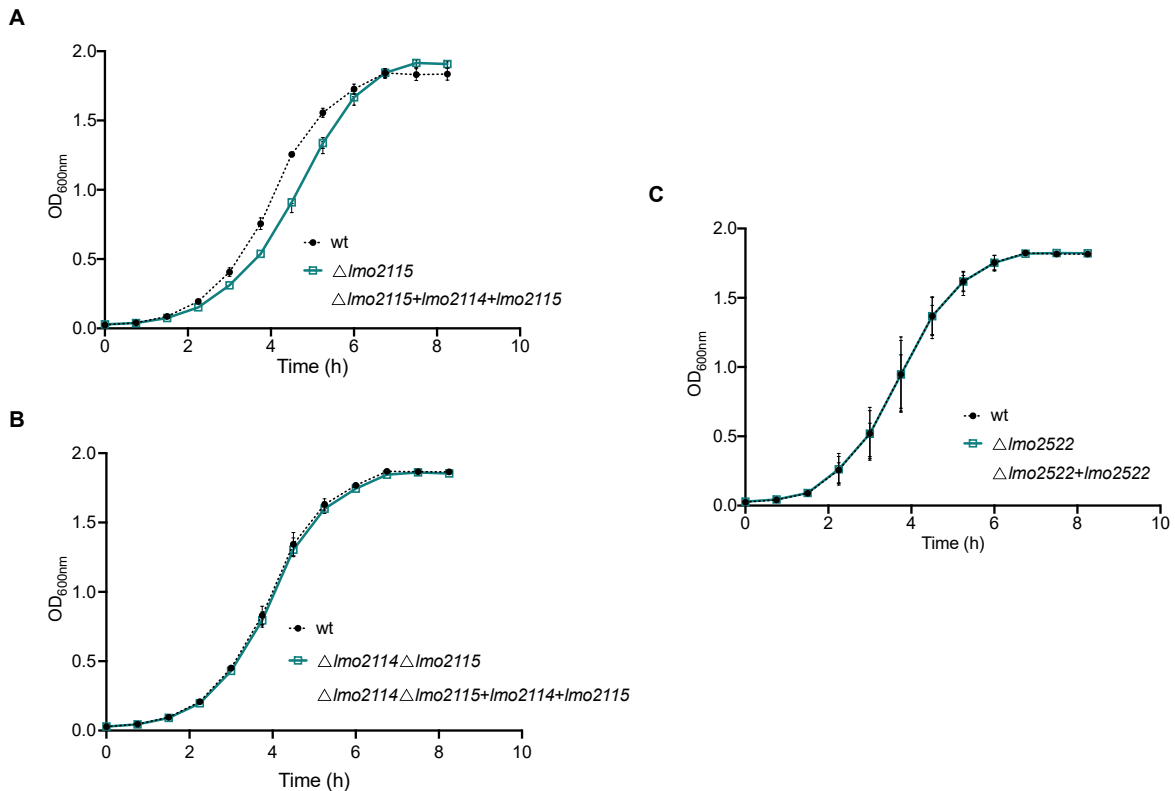 A
2.0
1.5
1.0
0.5
0.0
OD600nm
0 2 4 6 8 10
Time (h)
wt
△lmo2115
△lmo2115+lmo2114+lmo2115
B
2.0
1.5
1.0
0.5
0.0
OD600nm
0 2 4 6 8 10
Time (h)
wt
△lmo2114△lmo2115
△lmo2114△lmo2115+lmo2114+lmo2115
C
2.0
1.5
1.0
0.5
0.0
OD600nm
0 2 4 6 8 10
Time (h)
wt
△lmo2522
△lmo2522+lmo2522